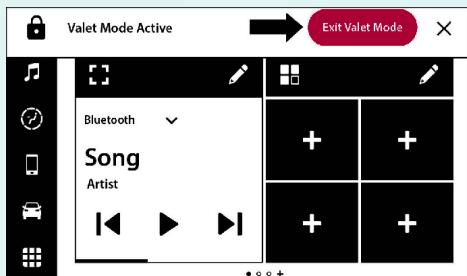 Valet Mode Active
Exit Valet Mode
Bluetooth
Song
Artist